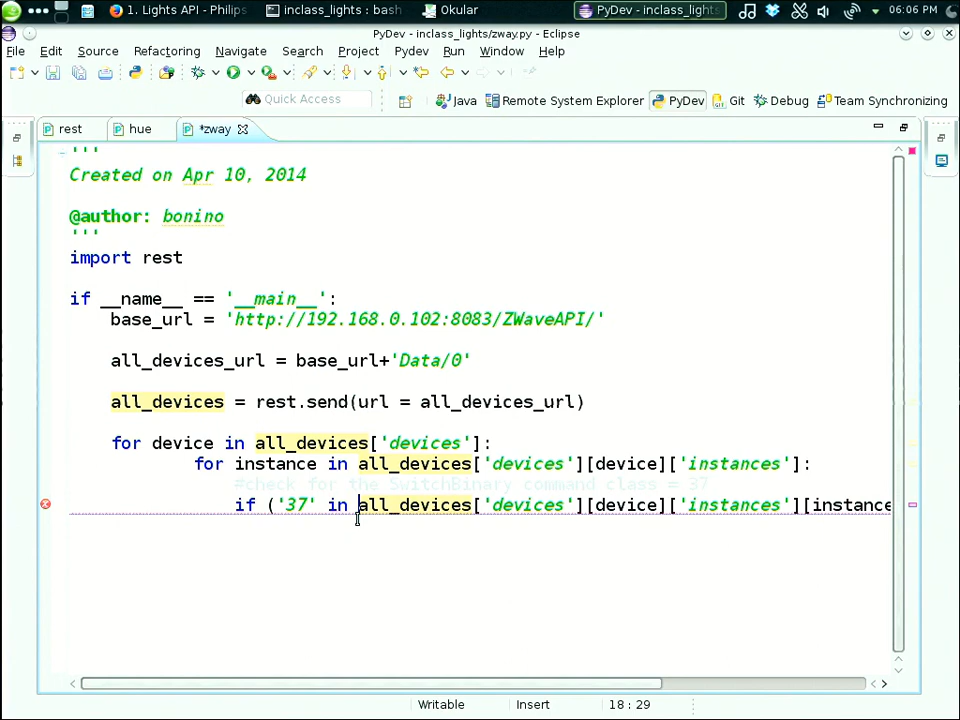 1. Lights API - Philips
inclass_lights : bash
Okular
PyDev - inclass_lights
06:06 PM
PyDev - inclass_lights/zway.py - Eclipse
File Edit Source Refactoring Navigate Search Project Pydev Run Window Help
Quick Access
Java Remote System Explorer PyDev Git Debug Team Synchronizing
rest hue *zway
'''
Created on Apr 10, 2014
@author: bonino
'''
import rest
if __name__ == '__main__':
base_url = 'http://192.168.0.102:8083/ZWaveAPI/'
all_devices_url = base_url+'Data/0'
all_devices = rest.send(url = all_devices_url)
for device in all_devices['devices']:
for instance in all_devices['devices'][device]['instances']:
#check for the SwitchBinary command class = 37
if ('37' in all_devices['devices'][device]['instances'][instance
Writable Insert 18 : 29